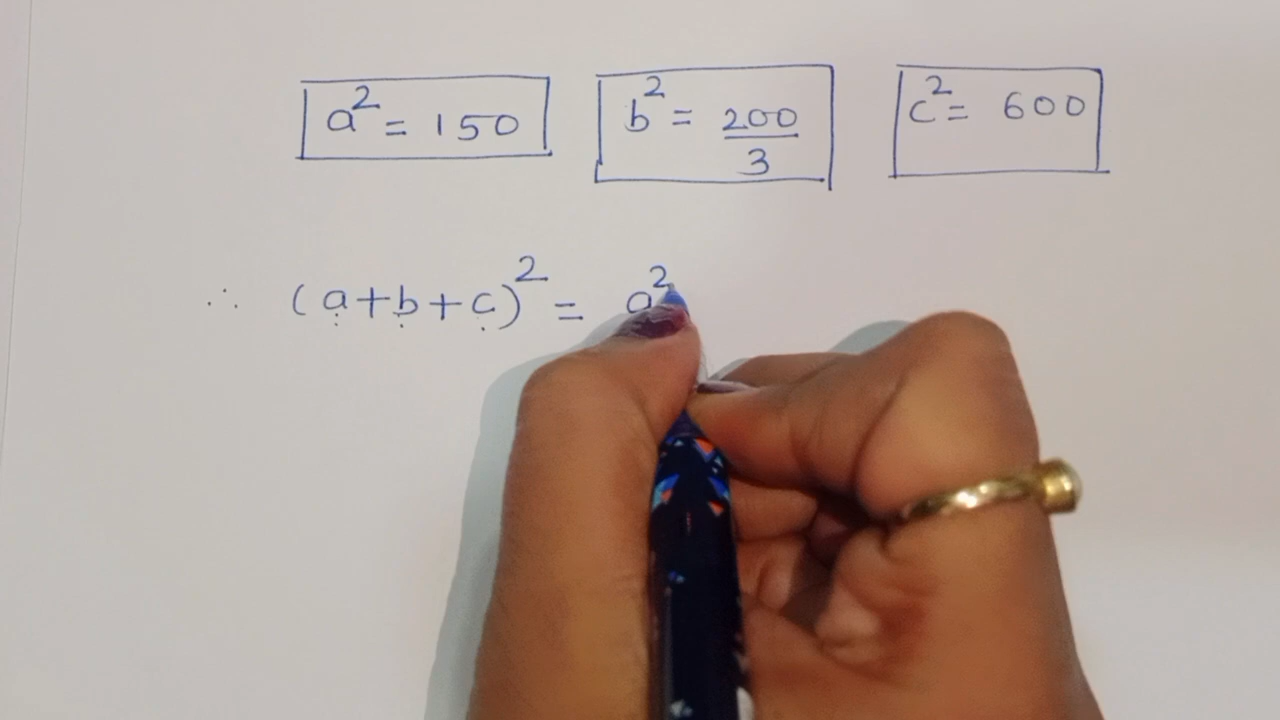 a² = 150 b² = 200/3 c² = 600
∴ (a+b+c)² = a²